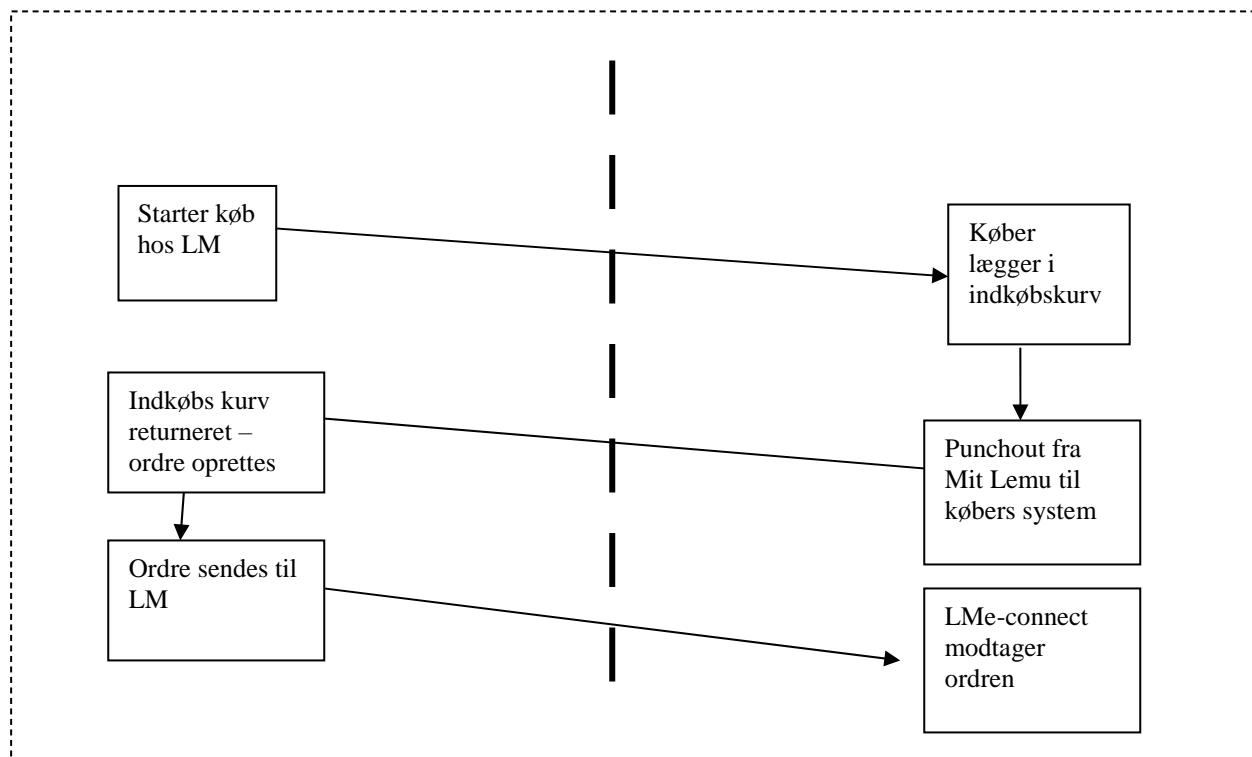 Starter køb
hos LM
Køber
lægger i
indkøbskurv
Indkøbs kurv
returneret –
ordre oprettes
Punchout fra
Mit Lemu til
købers system
Ordre sendes til
LM
LMe-connect
modtager
ordren